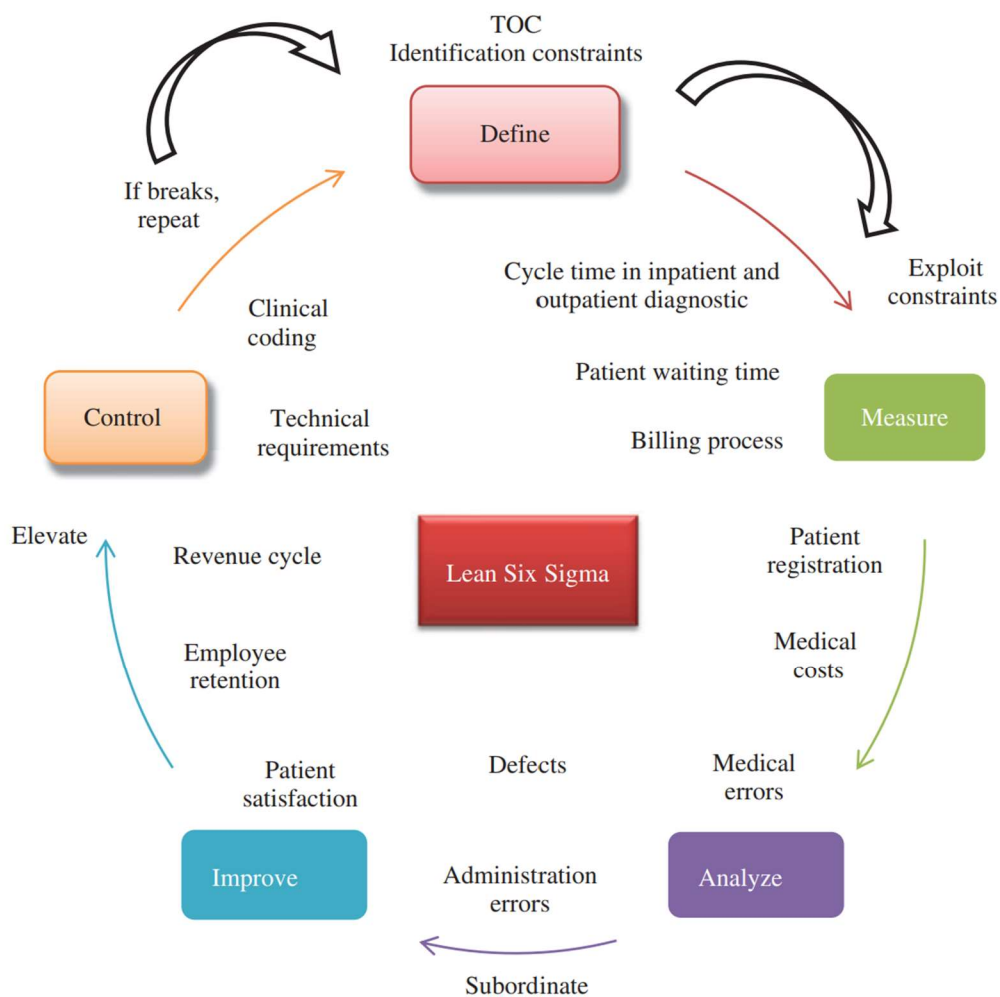 TOC
Identification constraints
Define
If breaks,
repeat
Cycle time in inpatient and
outpatient diagnostic
Exploit
constraints
Clinical
coding
Patient waiting time
Control
Technical
requirements
Billing process
Measure
Elevate
Revenue cycle
Lean Six Sigma
Patient
registration
Employee
retention
Medical
costs
Patient
satisfaction
Defects
Medical
errors
Improve
Administration
errors
Analyze
Subordinate